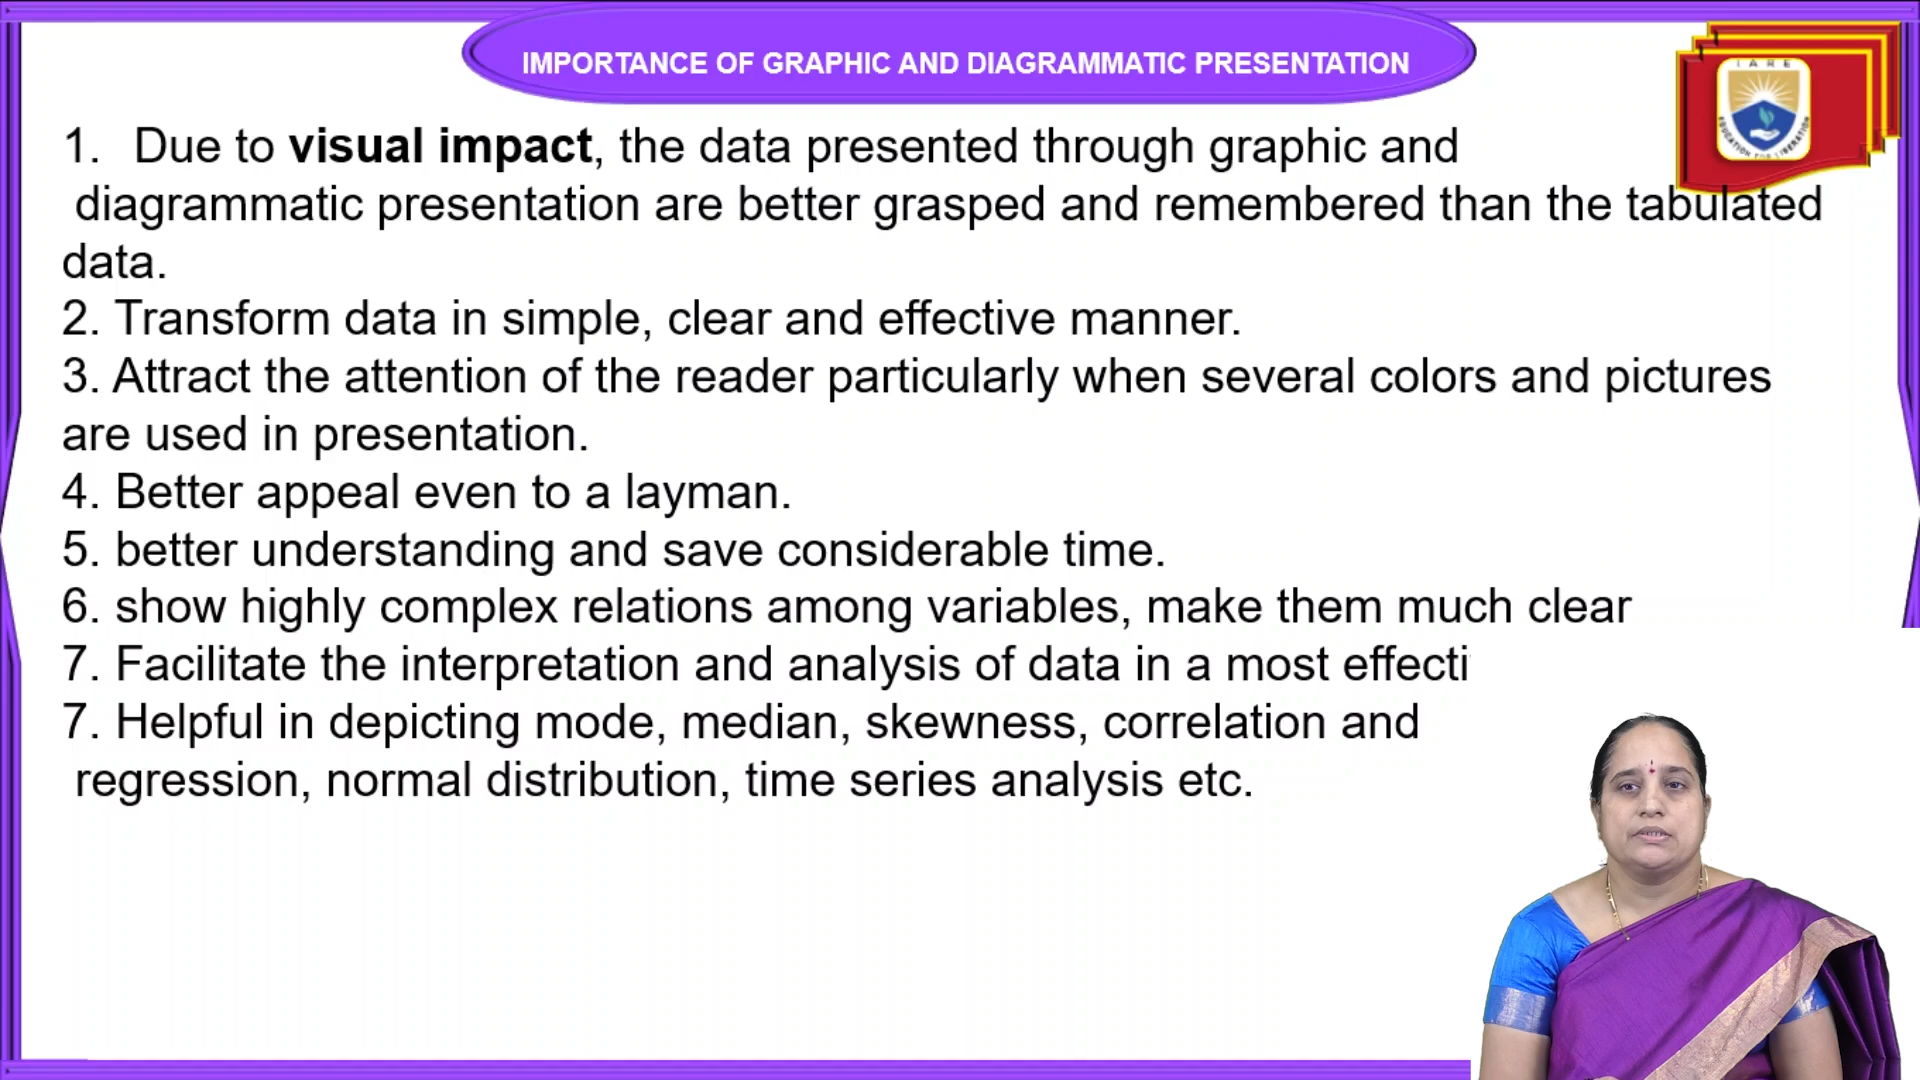 IMPORTANCE OF GRAPHIC AND DIAGRAMMATIC PRESENTATION
IARE
EDUCATION FOR LIBERATION
1. Due to visual impact, the data presented through graphic and
diagrammatic presentation are better grasped and remembered than the tabulated
data.
2. Transform data in simple, clear and effective manner.
3. Attract the attention of the reader particularly when several colors and pictures
are used in presentation.
4. Better appeal even to a layman.
5. better understanding and save considerable time.
6. show highly complex relations among variables, make them much clear
7. Facilitate the interpretation and analysis of data in a most effecti
7. Helpful in depicting mode, median, skewness, correlation and
regression, normal distribution, time series analysis etc.